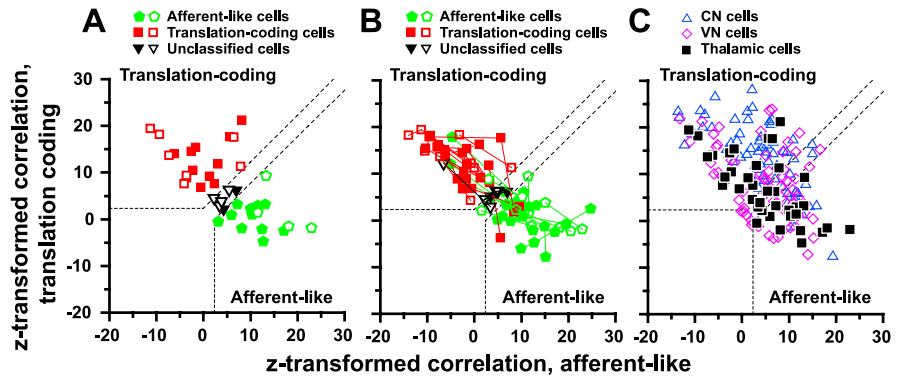 A
Afferent-like cells
Translation-coding cells
Unclassified cells
B
Afferent-like cells
Translation-coding cells
Unclassified cells
C
CN cells
VN cells
Thalamic cells
z-transformed correlation,
translation coding
30
20
10
0
-10
-20
Translation-coding
Translation-coding
Translation-coding
Afferent-like
Afferent-like
Afferent-like
-20 -10 0 10 20 30
-20 -10 0 10 20 30
-20 -10 0 10 20 30
z-transformed correlation, afferent-like